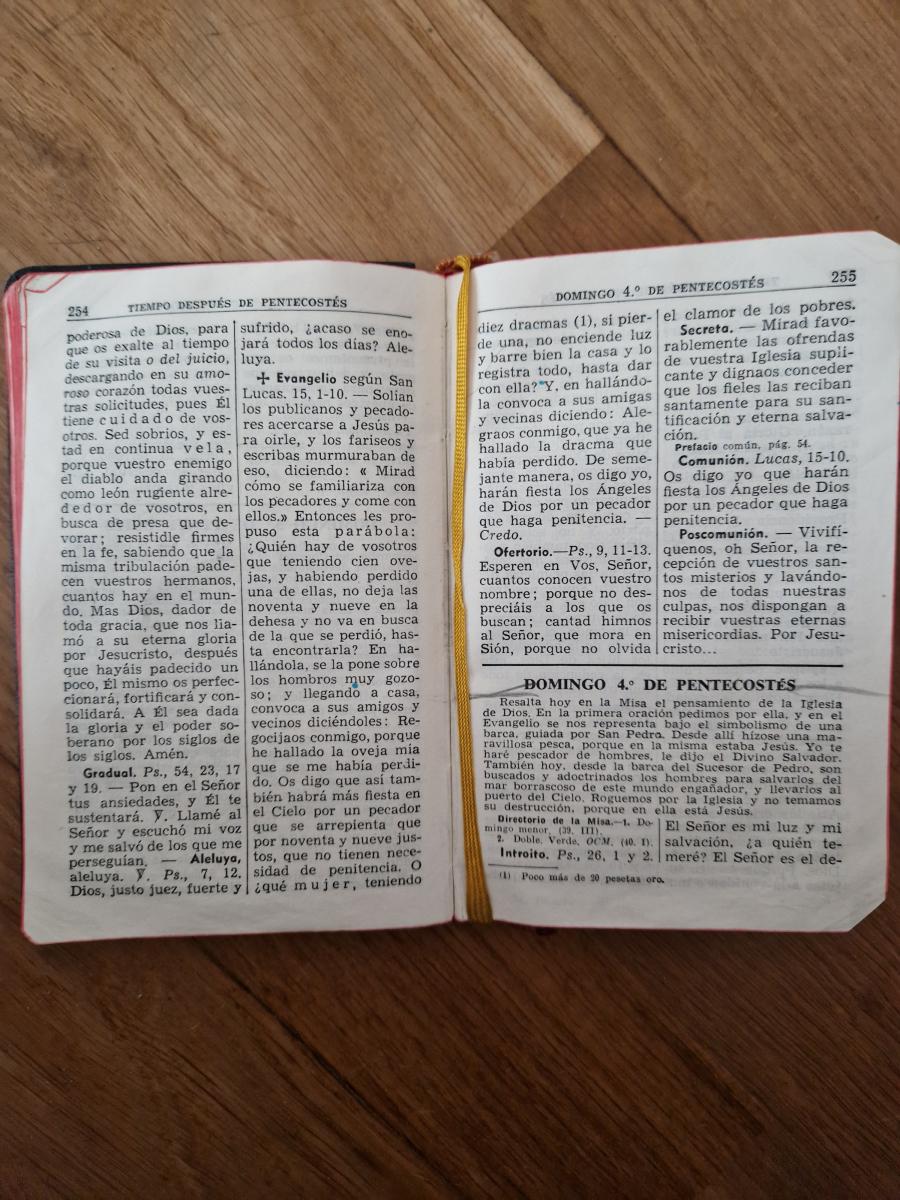 254 TIEMPO DESPUÉS DE PENTECOSTÉS
poderosa de Dios, para
que os exalte al tiempo
de su visita o del juicio,
descargando en su amo-
roso corazón todas vues-
tras solicitudes, pues Él
tiene cuidado de vos-
otros. Sed sobrios, y es-
tad en continua vela,
porque vuestro enemigo
el diablo anda girando
como león rugiente alre-
dedor de vosotros, en
busca de presa que de-
vorar; resistidle firmes
en la fe, sabiendo que la
misma tribulación pade-
cen vuestros hermanos,
cuantos hay en el mun-
do. Mas Dios, dador de
toda gracia, que nos lla-
mó a su eterna gloria
por Jesucristo, después
que hayáis padecido un
poco, Él mismo os perfec-
cionará, fortificará y con-
solidará. A Él sea dada
la gloria y el poder so-
berano por los siglos de
los siglos. Amén.
Gradual. Ps., 54, 23, 17
y 19. — Pon en el Señor
tus ansiedades, y Él te
sustentará. ℣. Llamé al
Señor y escuchó mi voz
y me salvó de los que me
perseguían. — Aleluya,
aleluya. ℣. Ps., 7, 12.
Dios, justo juez, fuerte y
sufrido, ¿acaso se eno-
jará todos los días? Ale-
luya.
✠ Evangelio según San
Lucas. 15, 1-10. — Solían
los publicanos y pecado-
res acercarse a Jesús pa-
ra oirle, y los fariseos y
escribas murmuraban de
eso, diciendo: « Mirad
cómo se familiariza con
los pecadores y come con
ellos.» Entonces les pro-
puso esta parábola:
¿Quién hay de vosotros
que teniendo cien ove-
jas, y habiendo perdido
una de ellas, no deja las
noventa y nueve en la
dehesa y no va en busca
de la que se perdió, has-
ta encontrarla? En ha-
llándola, se la pone sobre
los hombros muy gozo-
so; y llegando a casa,
convoca a sus amigos y
vecinos diciéndoles: Re-
gocijaos conmigo, porque
he hallado la oveja mía
que se me había perdi-
do. Os digo que así tam-
bién habrá más fiesta en
el Cielo por un pecador
que se arrepienta que
por noventa y nueve jus-
tos, que no tienen nece-
sidad de penitencia. O
¿qué mujer, teniendo
DOMINGO 4.º DE PENTECOSTÉS 255
diez dracmas (1), si pier-
de una, no enciende luz
y barre bien la casa y lo
registra todo, hasta dar
con ella? Y, en hallándo-
la convoca a sus amigas
y vecinas diciendo: Ale-
graos conmigo, que ya he
hallado la dracma que
había perdido. De seme-
jante manera, os digo yo,
harán fiesta los Ángeles
de Dios por un pecador
que haga penitencia. —
Credo.
Ofertorio.—Ps., 9, 11-13.
Esperen en Vos, Señor,
cuantos conocen vuestro
nombre; porque no des-
preciáis a los que os
buscan; cantad himnos
al Señor, que mora en
Sión, porque no olvida
el clamor de los pobres.
Secreta. — Mirad favo-
rablemente las ofrendas
de vuestra Iglesia supli-
cante y dignaos conceder
que los fieles las reciban
santamente para su san-
tificación y eterna salva-
ción.
Prefacio común, pág. 54.
Comunión. Lucas, 15-10.
Os digo yo que harán
fiesta los Ángeles de Dios
por un pecador que haga
penitencia.
Poscomunión. — Vivifí-
quenos, oh Señor, la re-
cepción de vuestros san-
tos misterios y lavándo-
nos de todas nuestras
culpas, nos dispongan a
recibir vuestras eternas
misericordias. Por Jesu-
cristo...
DOMINGO 4.º DE PENTECOSTÉS
Resalta hoy en la Misa el pensamiento de la Iglesia
de Dios. En la primera oración pedimos por ella, y en el
Evangelio se nos representa bajo el simbolismo de una
barca, guiada por San Pedro. Desde allí hízose una ma-
ravillosa pesca, porque en la misma estaba Jesús. Yo te
haré pescador de hombres, le dijo el Divino Salvador.
También hoy, desde la barca del Sucesor de Pedro, son
buscados y adoctrinados los hombres para salvarlos del
mar borrascoso de este mundo engañador, y llevarlos al
puerto del Cielo. Roguemos por la Iglesia y no temamos
su destrucción, porque en ella está Jesús.
Directorio de la Misa.—1. Do-
mingo menor, (39. III).
2. Doble, Verde, OCM. (40. I).
Introito. Ps., 26, 1 y 2.
El Señor es mi luz y mi
salvación, ¿a quién te-
meré? El Señor es el de-
(1) Poco más de 20 pesetas oro.